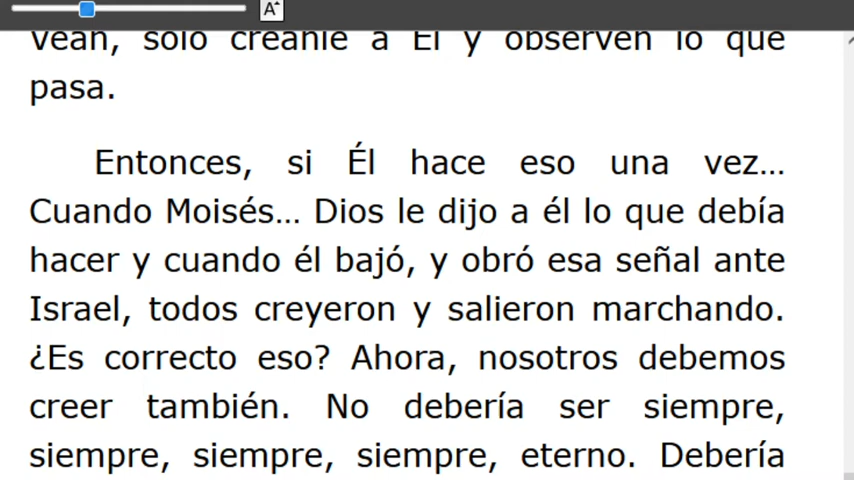 A
vean, sólo créanle a Él y observen lo que
pasa.
Entonces, si Él hace eso una vez…
Cuando Moisés… Dios le dijo a él lo que debía
hacer y cuando él bajó, y obró esa señal ante
Israel, todos creyeron y salieron marchando.
¿Es correcto eso? Ahora, nosotros debemos
creer también. No debería ser siempre,
siempre, siempre, siempre, eterno. Debería